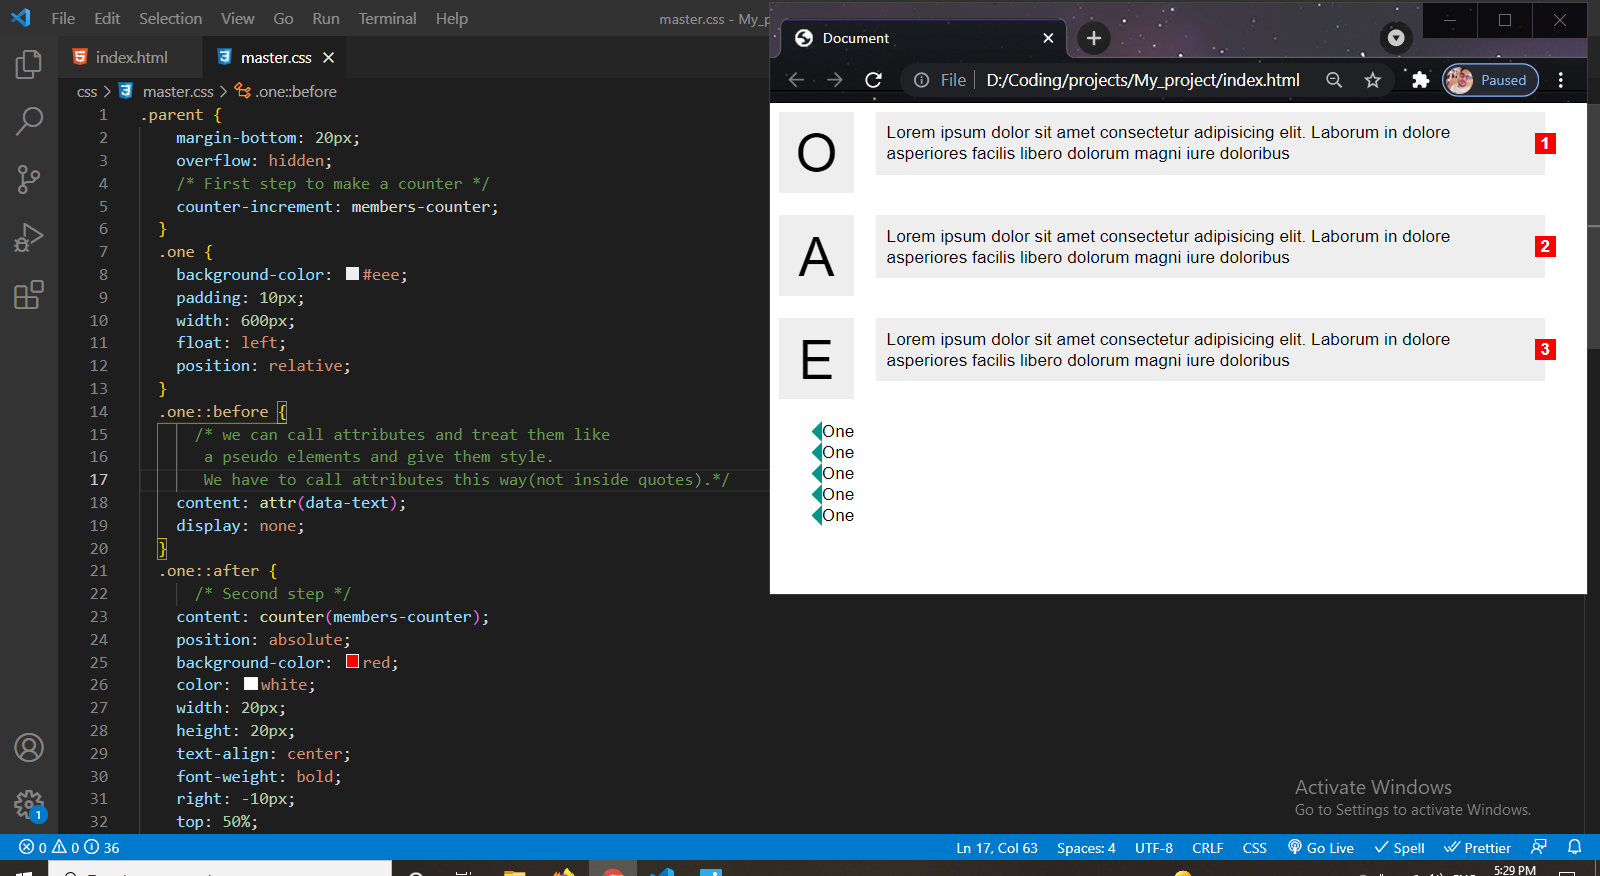 File Edit Selection View Go Run Terminal Help
master.css - My_p
index.html
master.css
css > master.css > .one::before
1 .parent {
2 margin-bottom: 20px;
3 overflow: hidden;
4 /* First step to make a counter */
5 counter-increment: members-counter;
6 }
7 .one {
8 background-color: #eee;
9 padding: 10px;
10 width: 600px;
11 float: left;
12 position: relative;
13 }
14 .one::before {
15 /* we can call attributes and treat them like
16 a pseudo elements and give them style.
17 We have to call attributes this way(not inside quotes).*/
18 content: attr(data-text);
19 display: none;
20 }
21 .one::after {
22 /* Second step */
23 content: counter(members-counter);
24 position: absolute;
25 background-color: red;
26 color: white;
27 width: 20px;
28 height: 20px;
29 text-align: center;
30 font-weight: bold;
31 right: -10px;
32 top: 50%;
Document
File D:/Coding/projects/My_project/index.html Paused
O
Lorem ipsum dolor sit amet consectetur adipisicing elit. Laborum in dolore
asperiores facilis libero dolorum magni iure doloribus
1
A
Lorem ipsum dolor sit amet consectetur adipisicing elit. Laborum in dolore
asperiores facilis libero dolorum magni iure doloribus
2
E
Lorem ipsum dolor sit amet consectetur adipisicing elit. Laborum in dolore
asperiores facilis libero dolorum magni iure doloribus
3
One
One
One
One
One
Activate Windows
Go to Settings to activate Windows.
1
0 0 36
Ln 17, Col 63 Spaces: 4 UTF-8 CRLF CSS Go Live Spell Prettier
5:29 PM